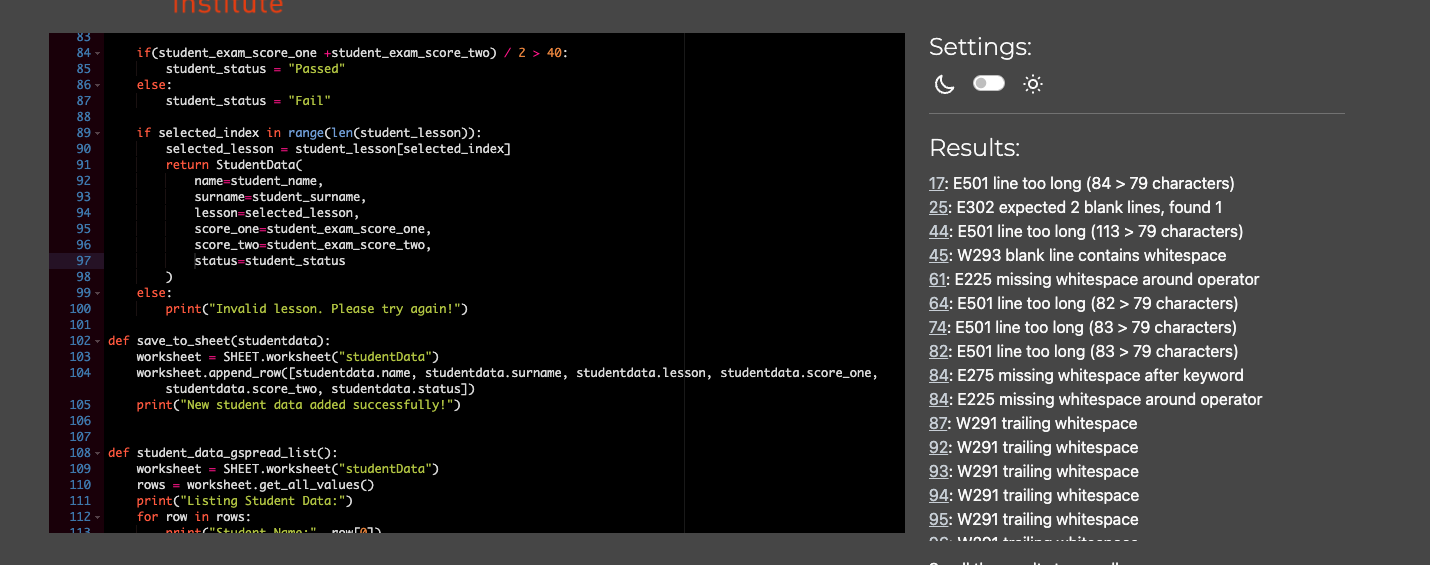 institute
83
84 if(student_exam_score_one +student_exam_score_two) / 2 > 40:
85 student_status = "Passed"
86 else:
87 student_status = "Fail"
88
89 if selected_index in range(len(student_lesson)):
90 selected_lesson = student_lesson[selected_index]
91 return StudentData(
92 name=student_name,
93 surname=student_surname,
94 lesson=selected_lesson,
95 score_one=student_exam_score_one,
96 score_two=student_exam_score_two,
97 status=student_status
98 )
99 else:
100 print("Invalid lesson. Please try again!")
101
102 def save_to_sheet(studentdata):
103 worksheet = SHEET.worksheet("studentData")
104 worksheet.append_row([studentdata.name, studentdata.surname, studentdata.lesson, studentdata.score_one,
studentdata.score_two, studentdata.status])
105 print("New student data added successfully!")
106
107
108 def student_data_gspread_list():
109 worksheet = SHEET.worksheet("studentData")
110 rows = worksheet.get_all_values()
111 print("Listing Student Data:")
112 for row in rows:
113 print("Student Name:", row[0])
Settings:
Results:
17: E501 line too long (84 > 79 characters)
25: E302 expected 2 blank lines, found 1
44: E501 line too long (113 > 79 characters)
45: W293 blank line contains whitespace
61: E225 missing whitespace around operator
64: E501 line too long (82 > 79 characters)
74: E501 line too long (83 > 79 characters)
82: E501 line too long (83 > 79 characters)
84: E275 missing whitespace after keyword
84: E225 missing whitespace around operator
87: W291 trailing whitespace
92: W291 trailing whitespace
93: W291 trailing whitespace
94: W291 trailing whitespace
95: W291 trailing whitespace
96: W291 trailing whitespace